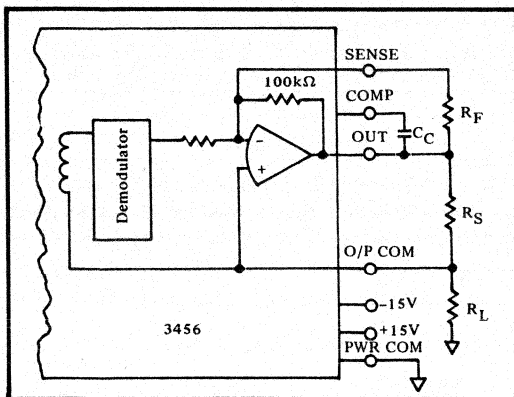 SENSE
100kΩ
COMP
R_F
C_C
OUT
Demodulator
−
+
R_S
O/P COM
−15V
R_L
+15V
3456
PWR COM